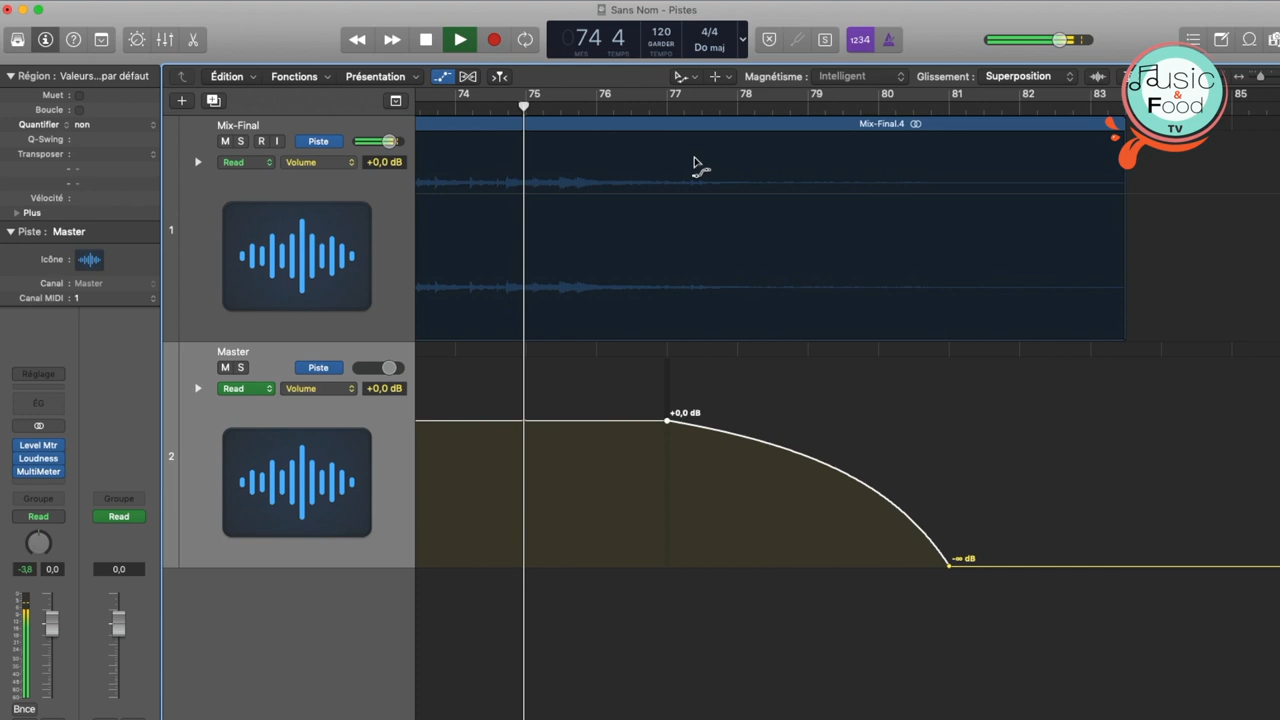 Sans Nom - Pistes
74 4
MES TEMPS
120
GARDER
TEMPO
4/4
Do maj
S
1234
Région : Valeurs...par défaut
Édition
Fonctions
Présentation
Magnétisme :
Intelligent
Glissement :
Superposition
Muet :
Boucle :
Quantifier
non
Q-Swing :
Transposer :
- -
- -
Vélocité :
Plus
Piste : Master
Icône :
Canal : Master
Canal MIDI : 1
74 75 76 77 78 79 80 81 82 83 85
Music
&
Food
TV
Mix-Final
M S R I
Piste
Read
Volume
+0,0 dB
1
Mix-Final.4
Master
M S
Piste
Read
Volume
+0,0 dB
2
+0,0 dB
-∞ dB
Réglage
ÉG
Level Mtr
Loudness
MultiMeter
Groupe
Groupe
Read
Read
-3,8
0,0
0,0
Bnce